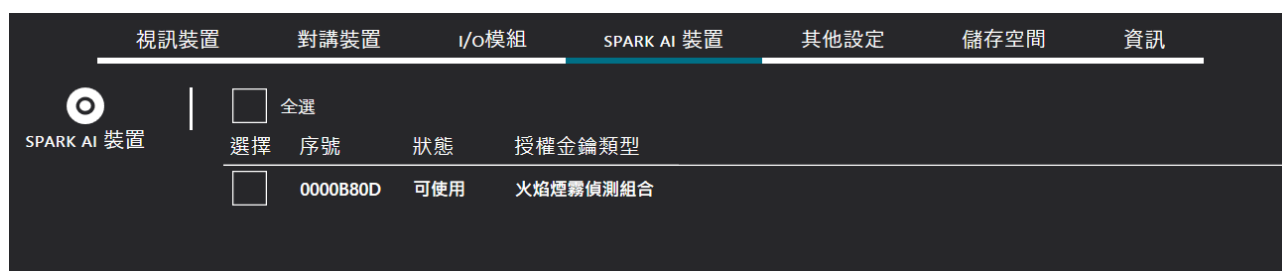 視訊裝置 對講裝置 I/O模組 SPARK AI 裝置 其他設定 儲存空間 資訊
全選
SPARK AI 裝置
選擇 序號 狀態 授權金鑰類型
0000B80D 可使用 火焰煙霧偵測組合